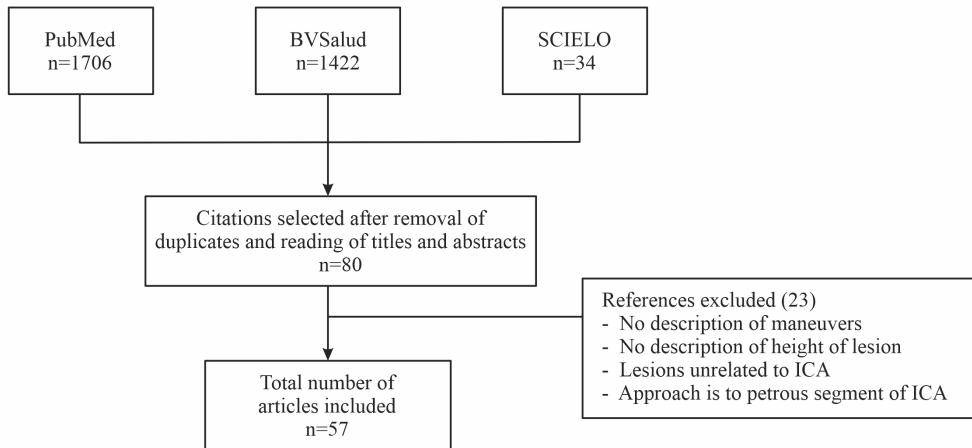 PubMed
n=1706
BVSalud
n=1422
SCIELO
n=34
Citations selected after removal of
duplicates and reading of titles and abstracts
n=80
References excluded (23)
- No description of maneuvers
- No description of height of lesion
- Lesions unrelated to ICA
- Approach is to petrous segment of ICA
Total number of
articles included
n=57